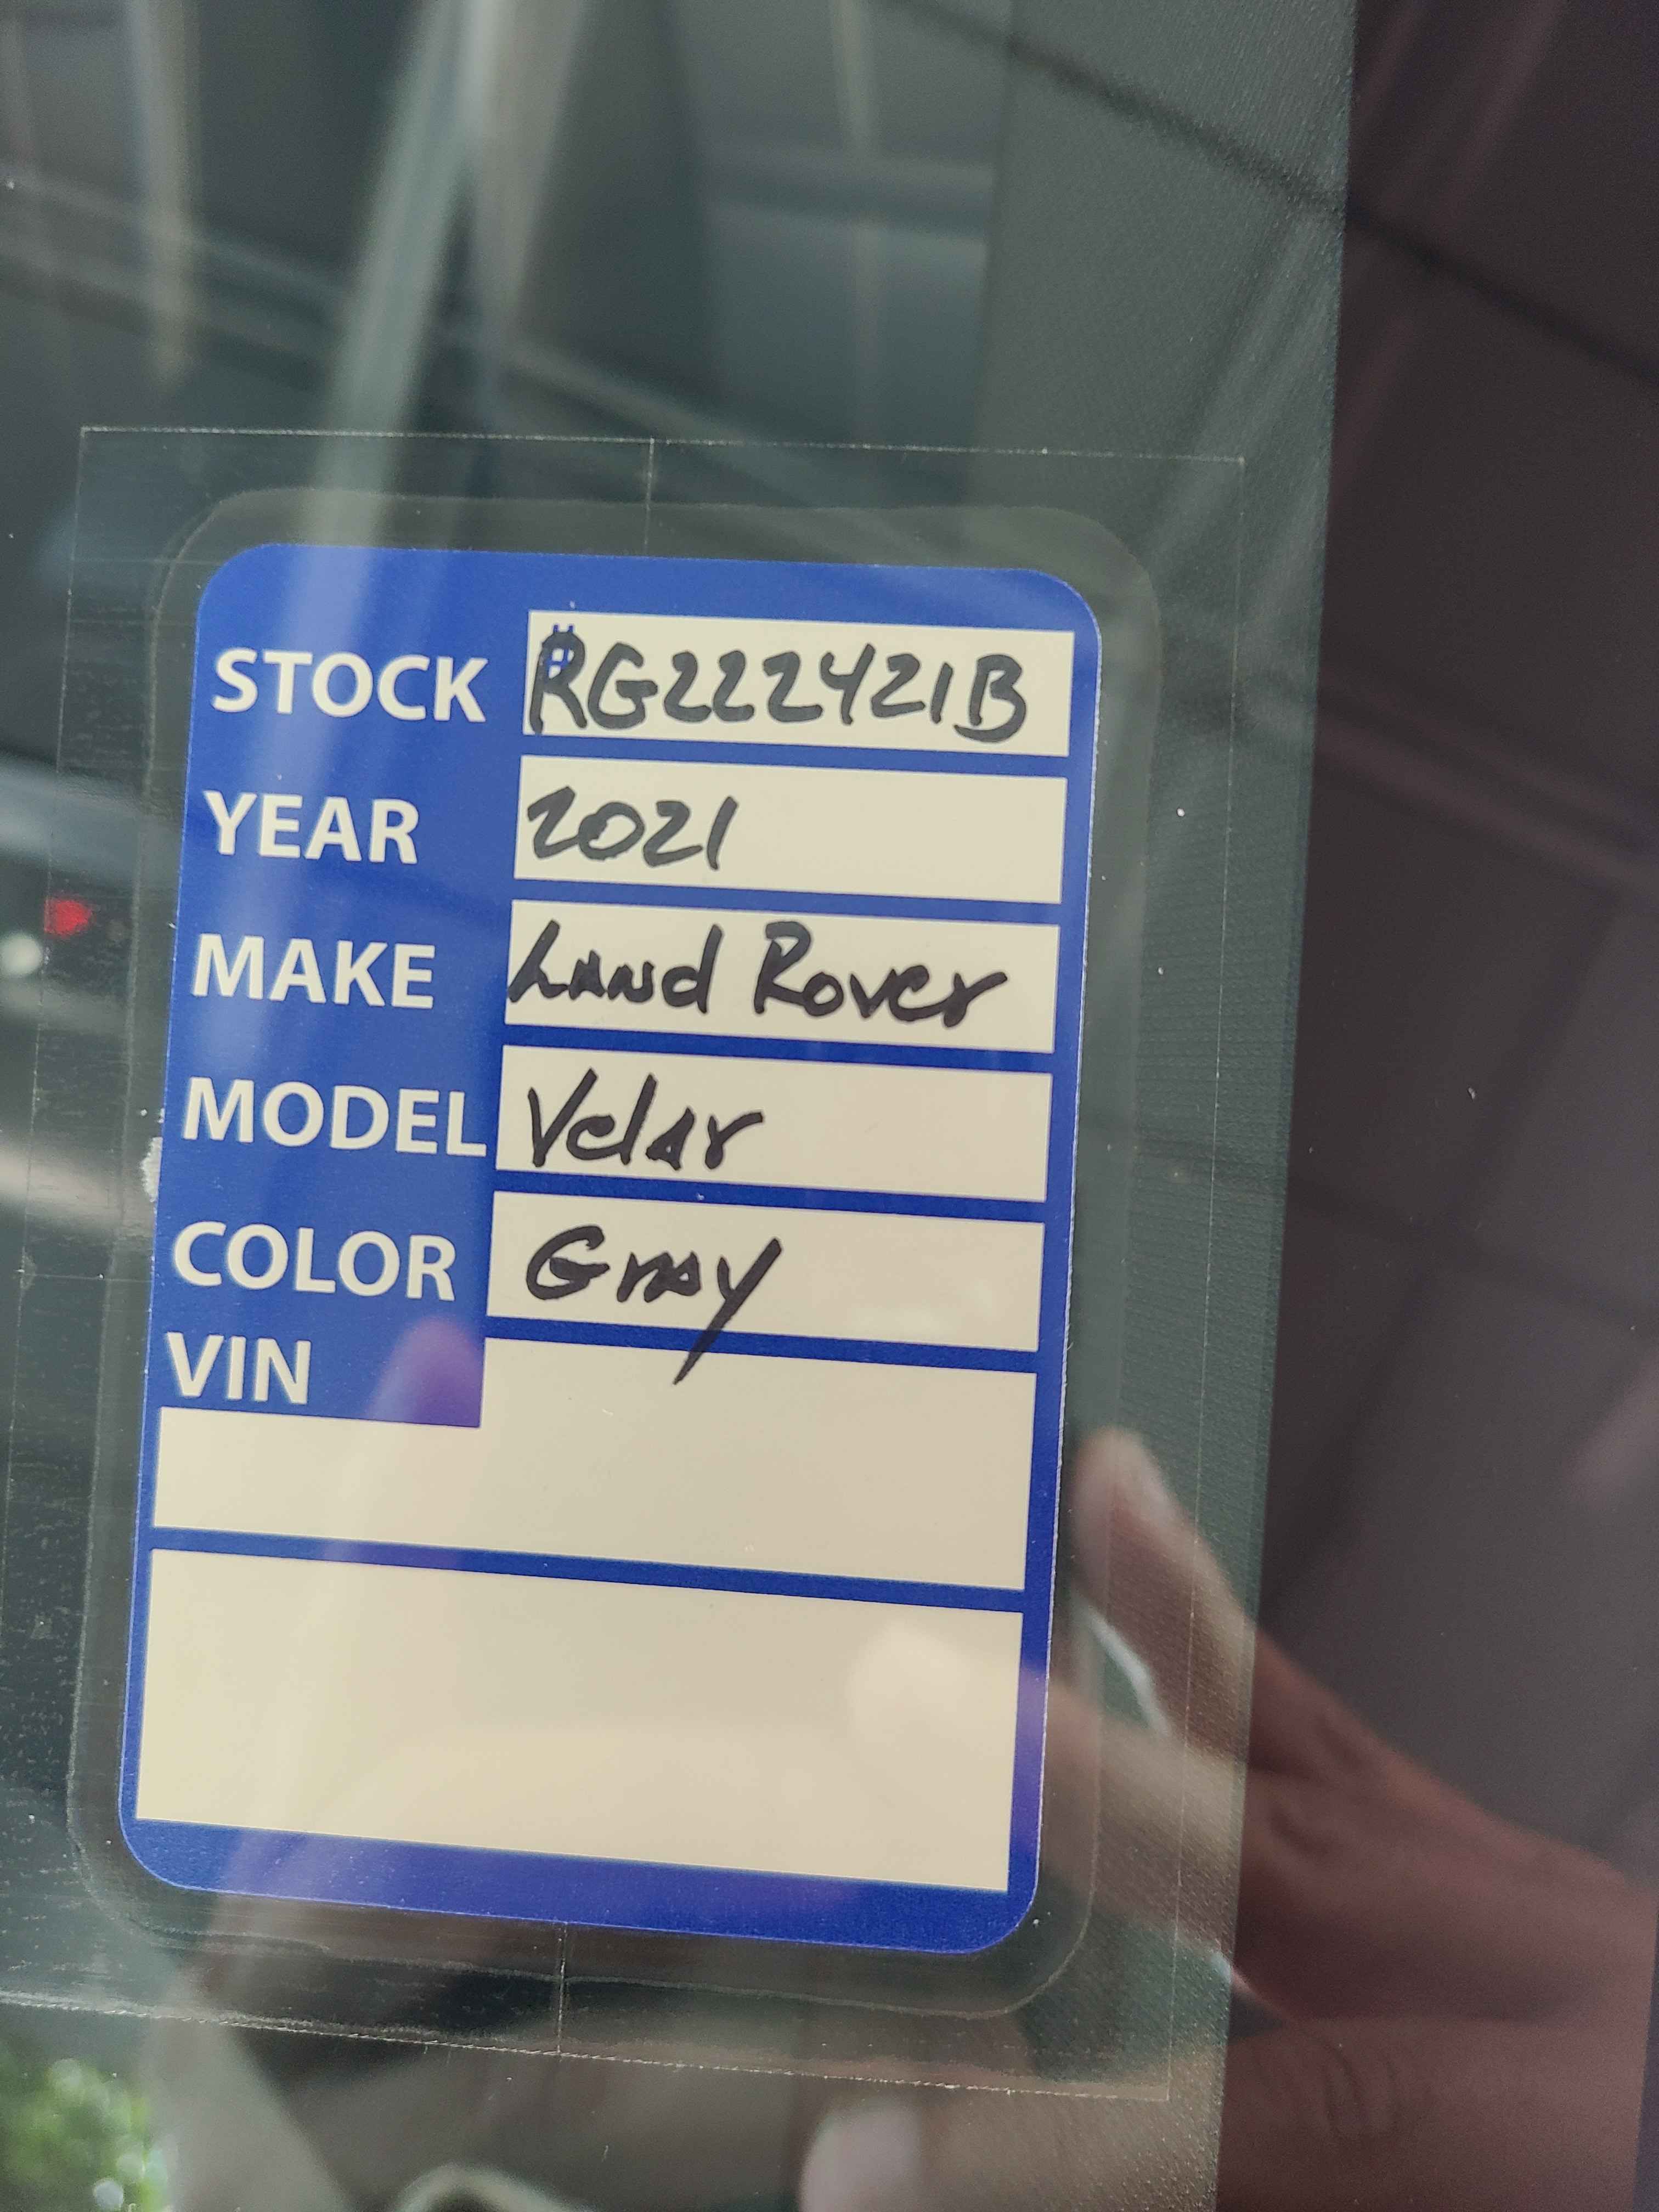 STOCK # RG222421B
YEAR 2021
MAKE Land Rover
MODEL Velar
COLOR Gray
VIN